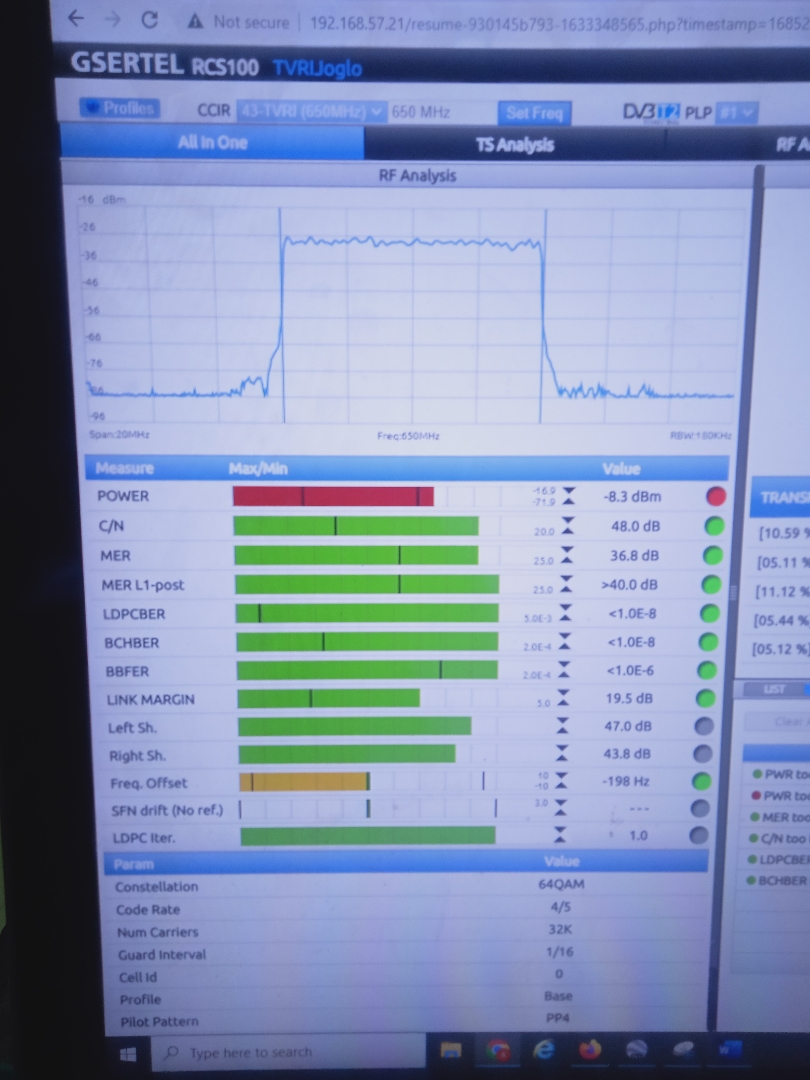 Not secure 192.168.57.21/resume-930145b793-1633348565.php?timestamp=16852
GSERTEL RCS100 TVRIJoglo
Profiles CCIR 43-TVRI (650MHz) 650 MHz Set Freq DVB T2 PLP #1
All In One TS Analysis RF A
RF Analysis
-16 dBm
-26
-36
-46
-56
-66
-76
-86
-96
Span:20MHz Freq:650MHz RBW:180KHz
Measure Max/Min Value
POWER -16.9 -71.9 -8.3 dBm
C/N 20.0 48.0 dB
MER 25.0 36.8 dB
MER L1-post 25.0 >40.0 dB
LDPCBER 5.0E-3 <1.0E-8
BCHBER 2.0E-4 <1.0E-8
BBFER 2.0E-4 <1.0E-6
LINK MARGIN 5.0 19.5 dB
Left Sh. 47.0 dB
Right Sh. 43.8 dB
Freq. Offset 10 -10 -198 Hz
SFN drift (No ref.) 3.0 ---
LDPC Iter. 1.0
Param Value
Constellation 64QAM
Code Rate 4/5
Num Carriers 32K
Guard Interval 1/16
Cell Id 0
Profile Base
Pilot Pattern PP4
TRANS
[10.59 %
[05.11 %
[11.12 %
[05.44 %
[05.12 %]
LIST
Clear
PWR too
PWR too
MER too
C/N too
LDPCBER
BCHBER
Type here to search